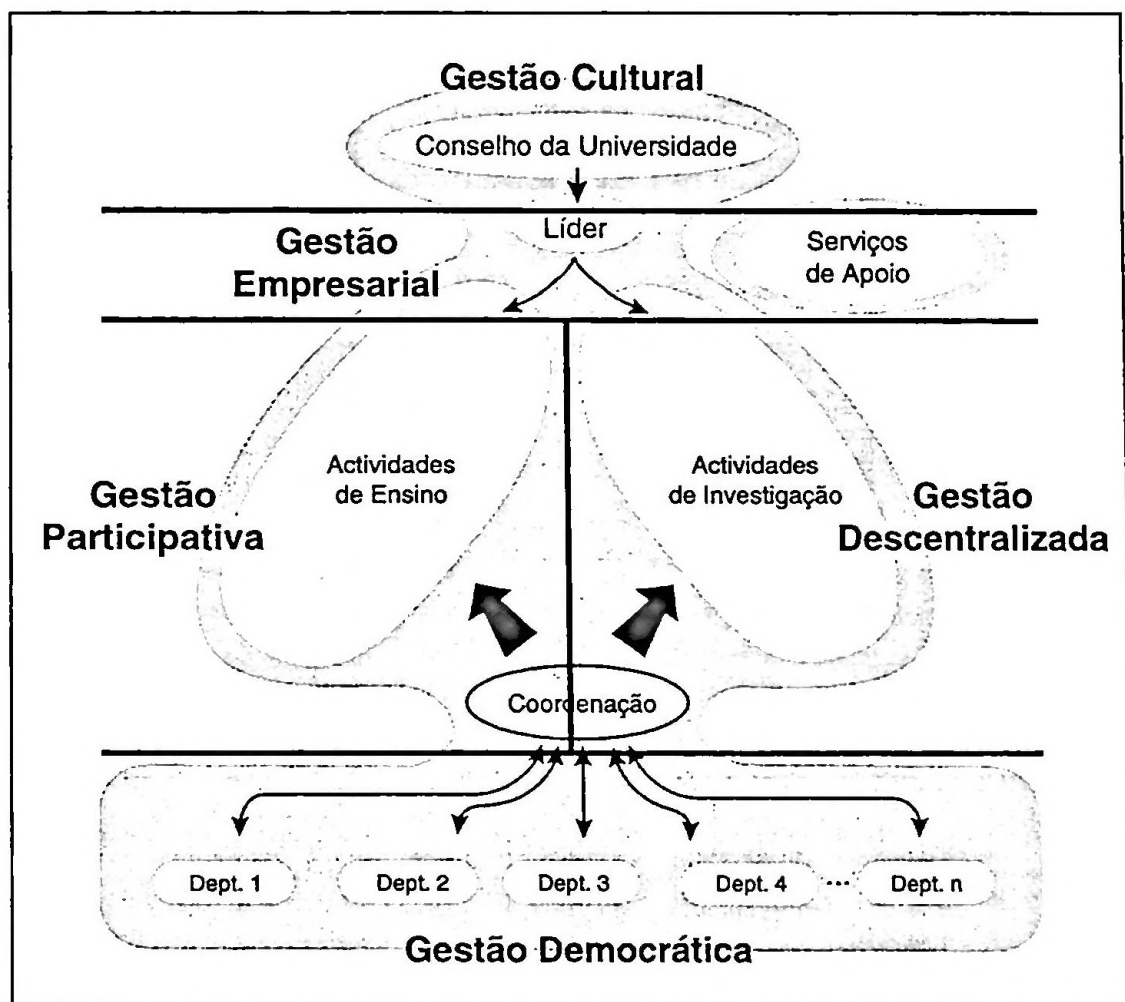 Gestão Cultural
Conselho da Universidade
Líder
Gestão
Empresarial
Serviços
de Apoio
Actividades
de Ensino
Actividades
de Investigação
Gestão
Participativa
Gestão
Descentralizada
Coordenação
Dept. 1
Dept. 2
Dept. 3
Dept. 4
...
Dept. n
Gestão Democrática